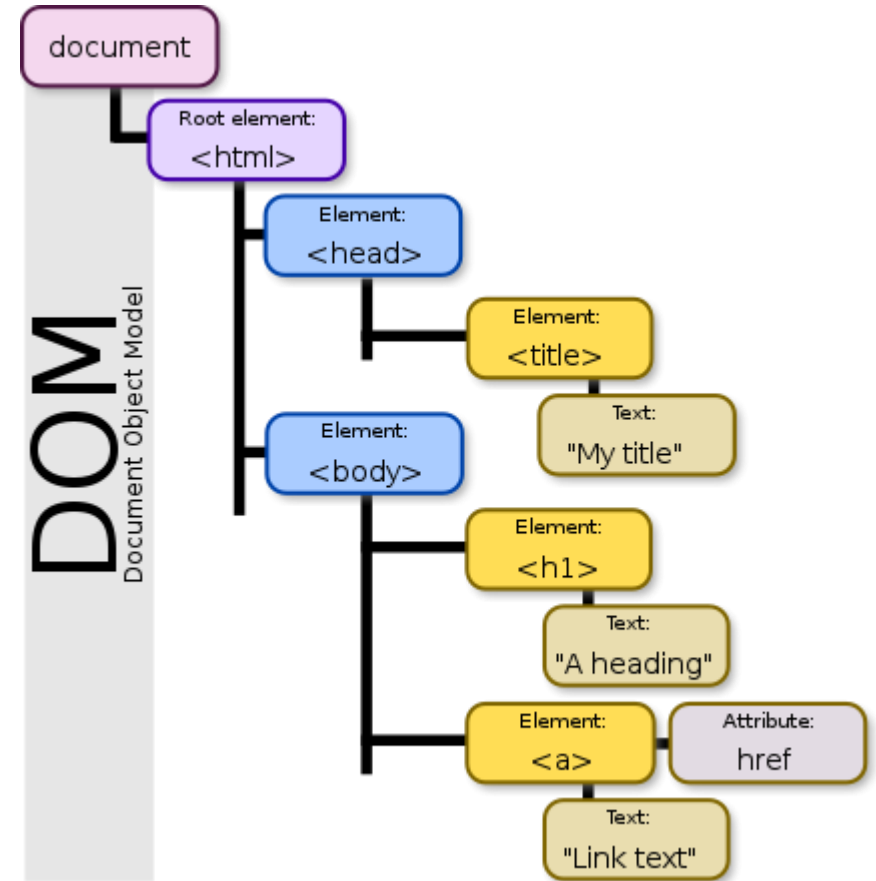 document
Root element:
<html>
Element:
<head>
Element:
<title>
Text:
"My title"
Element:
<body>
Element:
<h1>
Text:
"A heading"
Element:
<a>
Attribute:
href
Text:
"Link text"
DOM
Document Object Model